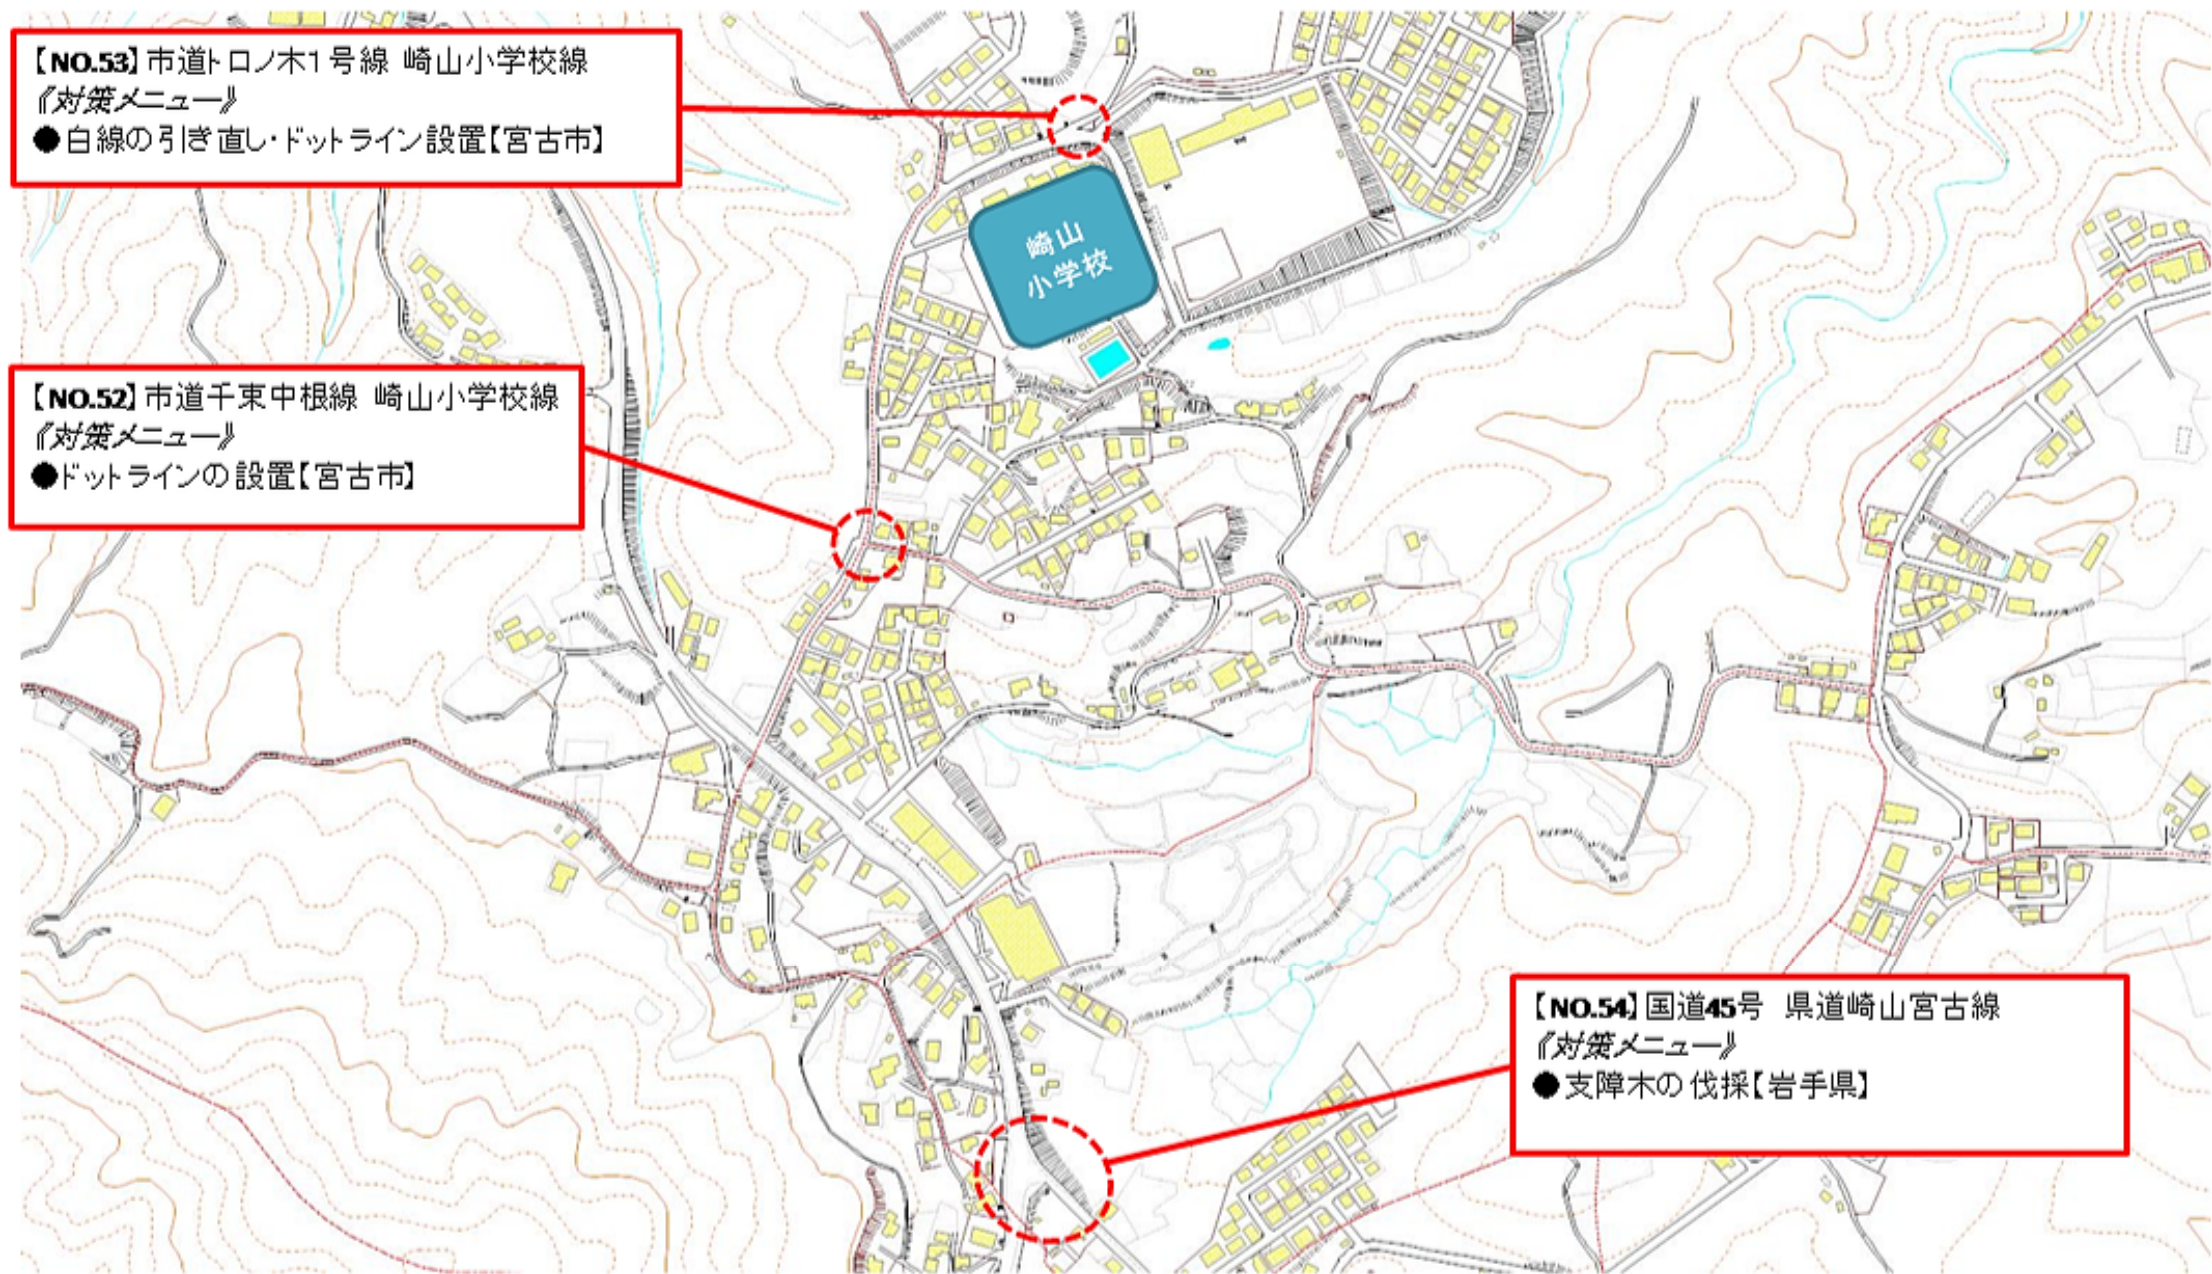 【NO.53】市道トロノ木1号線 崎山小学校線
《対策メニュー》
●白線の引き直し・ドットライン設置【宮古市】
崎山
小学校
【NO.52】市道千束中根線 崎山小学校線
《対策メニュー》
●ドットラインの設置【宮古市】
【NO.54】国道45号 県道崎山宮古線
《対策メニュー》
●支障木の伐採【岩手県】